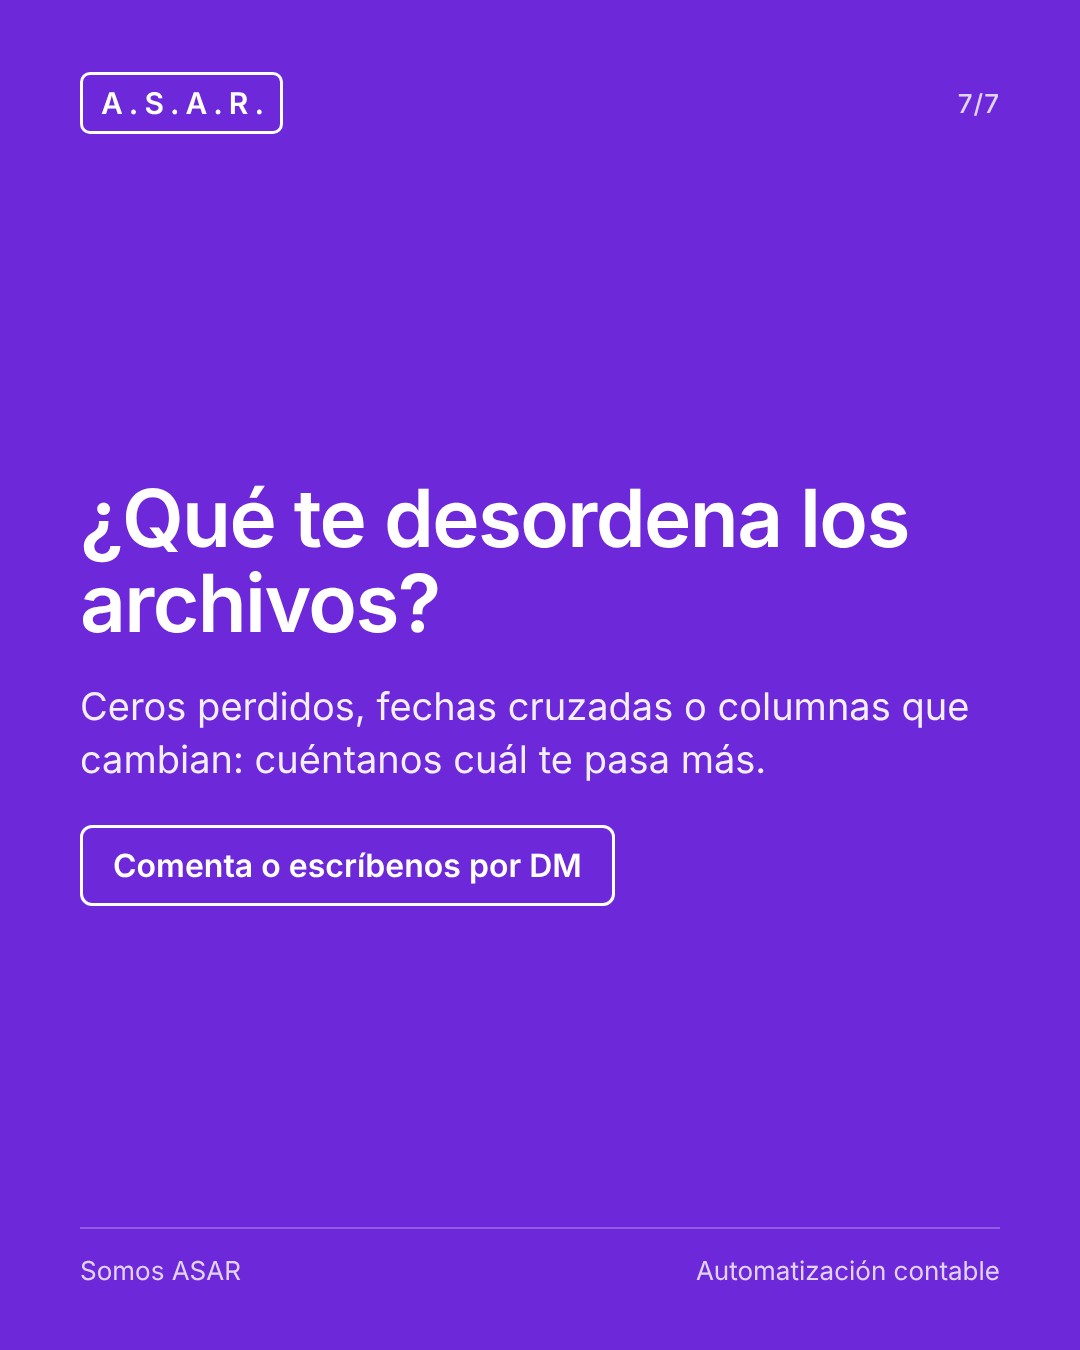 A.S.A.R.
7/7
¿Qué te desordena los
archivos?
Ceros perdidos, fechas cruzadas o columnas que
cambian: cuéntanos cuál te pasa más.
Comenta o escríbenos por DM
Somos ASAR
Automatización contable